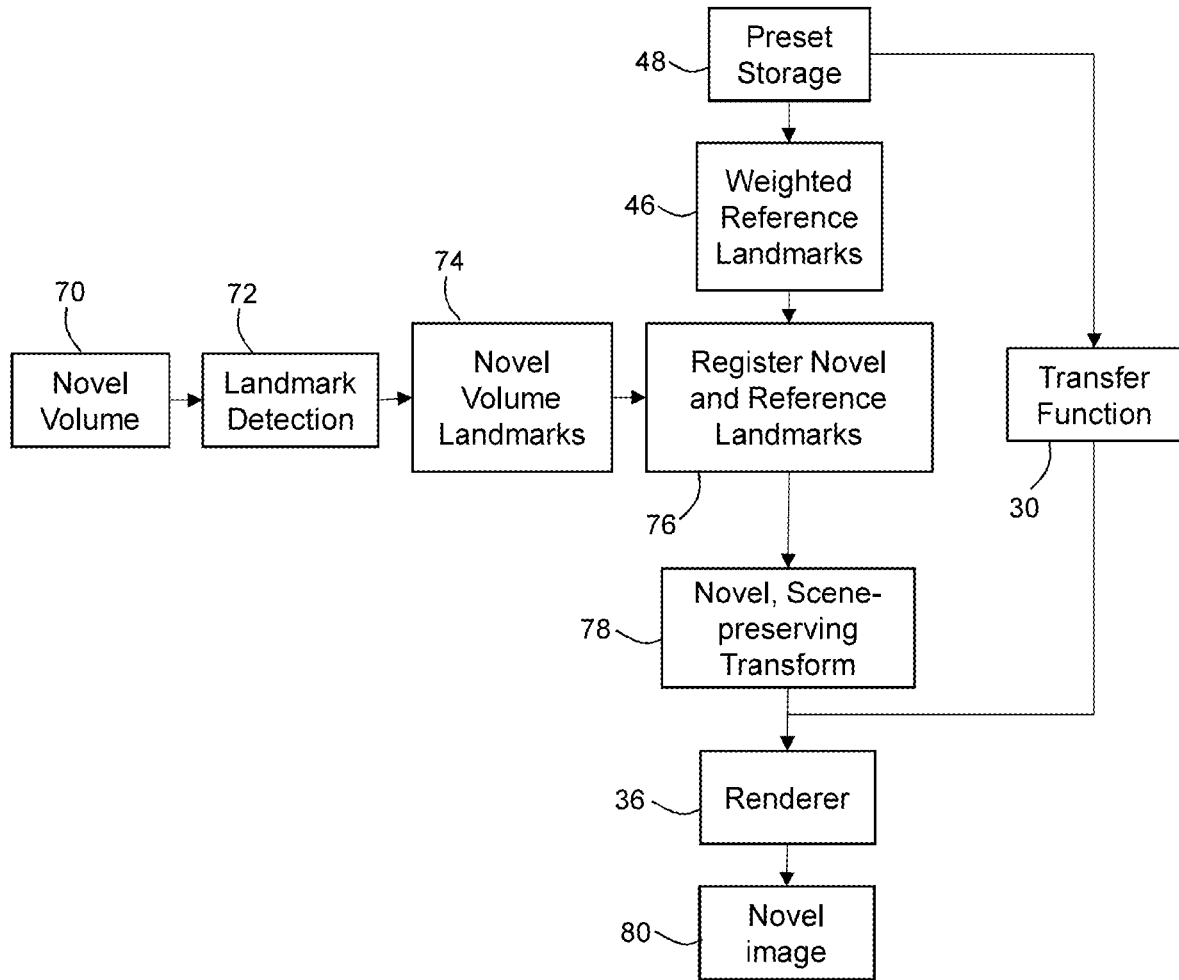 Preset
Storage
48
Weighted
Reference
Landmarks
46
74
70
72
Novel
Volume
Landmark
Detection
Novel
Volume
Landmarks
Register Novel
and Reference
Landmarks
Transfer
Function
76
30
Novel, Scene-
preserving
Transform
78
Renderer
36
Novel
image
80